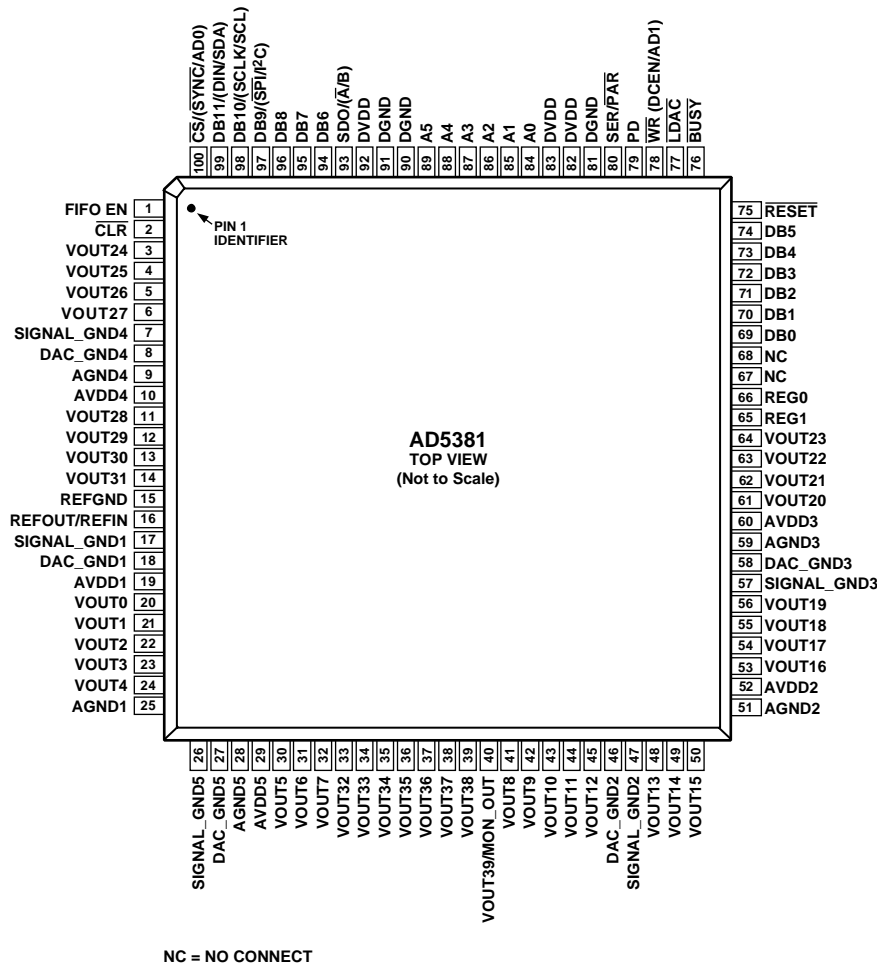 100 CS/(SYNC/AD0)
99 DB11/(DIN/SDA)
98 DB10/(SCLK/SCL)
97 DB9/(SPI/I²C)
96 DB8
95 DB7
94 DB6
93 SDO/(A/B)
92 DVDD
91 DGND
90 DGND
89 A5
88 A4
87 A3
86 A2
85 A1
84 A0
83 DVDD
82 DVDD
81 DGND
80 SER/PAR
79 PD
78 WR (DCEN/AD1)
77 LDAC
76 BUSY
FIFO EN 1
CLR 2
VOUT24 3
VOUT25 4
VOUT26 5
VOUT27 6
SIGNAL_GND4 7
DAC_GND4 8
AGND4 9
AVDD4 10
VOUT28 11
VOUT29 12
VOUT30 13
VOUT31 14
REFGND 15
REFOUT/REFIN 16
SIGNAL_GND1 17
DAC_GND1 18
AVDD1 19
VOUT0 20
VOUT1 21
VOUT2 22
VOUT3 23
VOUT4 24
AGND1 25
PIN 1
IDENTIFIER
AD5381
TOP VIEW
(Not to Scale)
75 RESET
74 DB5
73 DB4
72 DB3
71 DB2
70 DB1
69 DB0
68 NC
67 NC
66 REG0
65 REG1
64 VOUT23
63 VOUT22
62 VOUT21
61 VOUT20
60 AVDD3
59 AGND3
58 DAC_GND3
57 SIGNAL_GND3
56 VOUT19
55 VOUT18
54 VOUT17
53 VOUT16
52 AVDD2
51 AGND2
SIGNAL_GND5 26
DAC_GND5 27
AGND5 28
AVDD5 29
VOUT5 30
VOUT6 31
VOUT7 32
VOUT32 33
VOUT33 34
VOUT34 35
VOUT35 36
VOUT36 37
VOUT37 38
VOUT38 39
VOUT39/MON_OUT 40
VOUT8 41
VOUT9 42
VOUT10 43
VOUT11 44
VOUT12 45
DAC_GND2 46
SIGNAL_GND2 47
VOUT13 48
VOUT14 49
VOUT15 50
NC = NO CONNECT